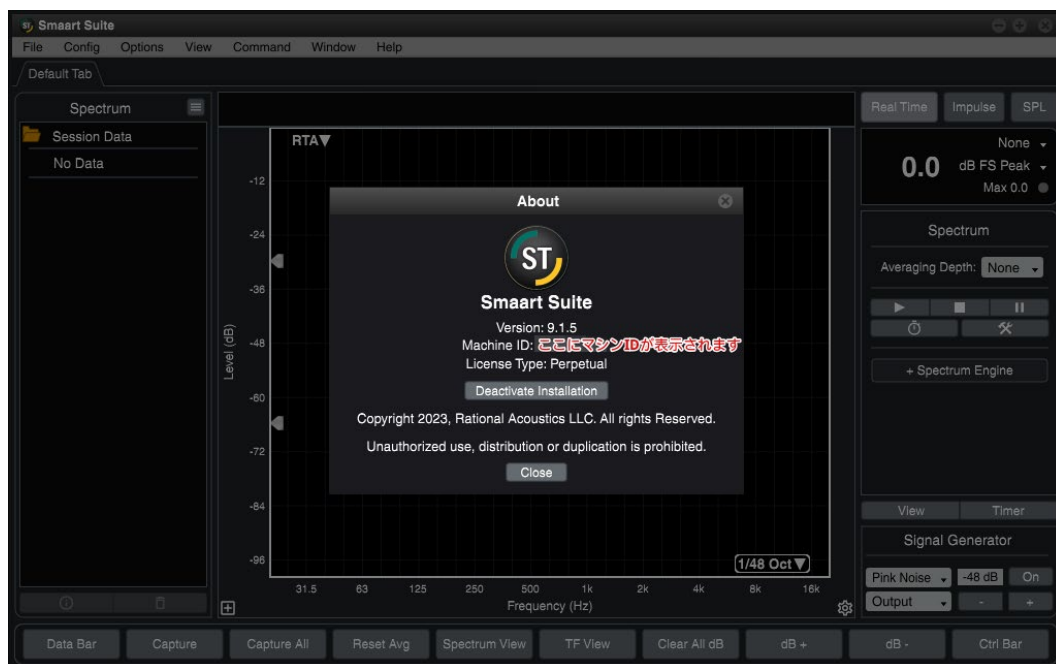 Smaart Suite
File Config Options View Command Window Help
Default Tab
Spectrum
Session Data
No Data
RTA▼
-12
-24
-36
-48
-60
-72
-84
-96
Level (dB)
31.5 63 125 250 500 1k 2k 4k 8k 16k
Frequency (Hz)
1/48 Oct▼
About
ST
Smaart Suite
Version: 9.1.5
Machine ID: ここにマシンIDが表示されます
License Type: Perpetual
Deactivate Installation
Copyright 2023, Rational Acoustics LLC. All rights Reserved.
Unauthorized use, distribution or duplication is prohibited.
Close
Real Time Impulse SPL
None
0.0 dB FS Peak
Max 0.0
Spectrum
Averaging Depth: None
+ Spectrum Engine
View Timer
Signal Generator
Pink Noise -48 dB On
Output - +
Data Bar Capture Capture All Reset Avg Spectrum View TF View Clear All dB dB + dB - Ctrl Bar